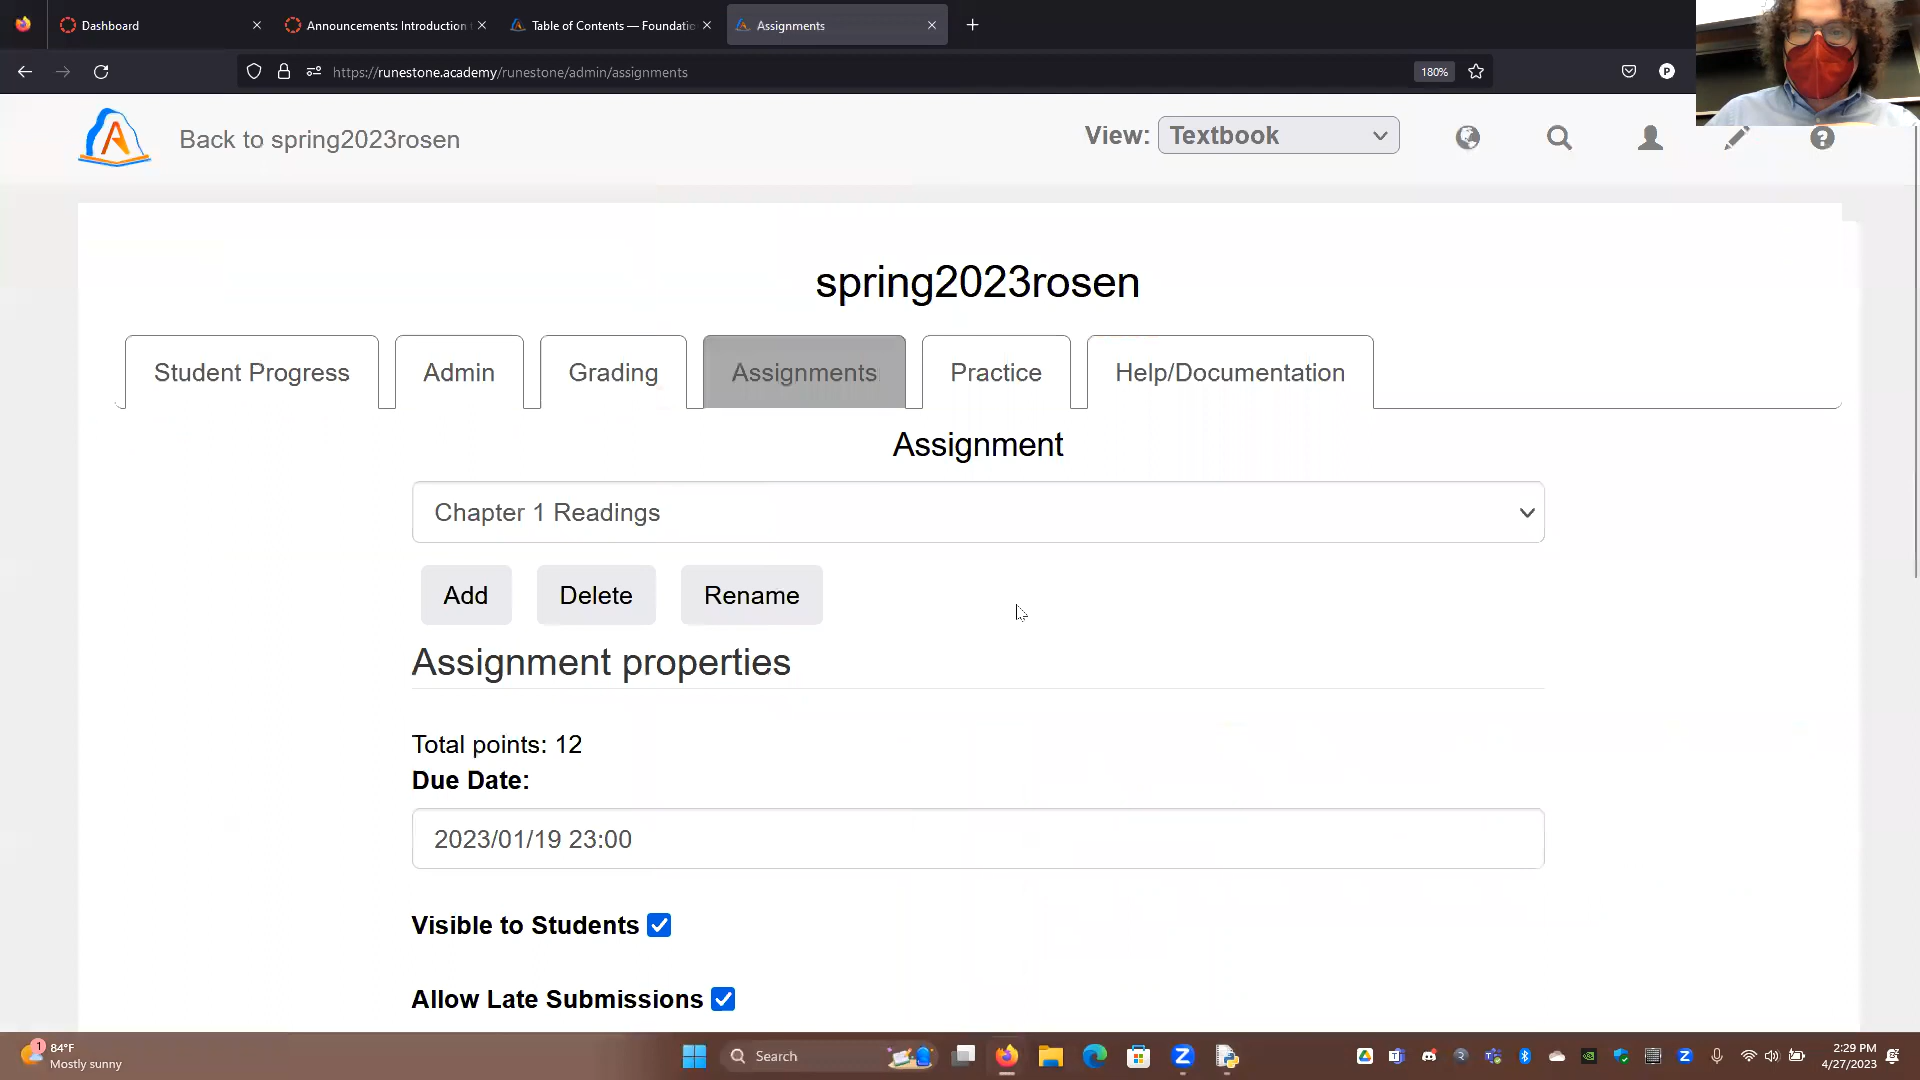 Dashboard
Announcements: Introduction
Table of Contents — Foundatio
Assignments
https://runestone.academy/runestone/admin/assignments
180%
P
Back to spring2023rosen
View: Textbook
spring2023rosen
Student Progress
Admin
Grading
Assignments
Practice
Help/Documentation
Assignment
Chapter 1 Readings
Add
Delete
Rename
Assignment properties
Total points: 12
Due Date:
2023/01/19 23:00
Visible to Students
Allow Late Submissions
1
84°F
Mostly sunny
Search
2:29 PM
4/27/2023